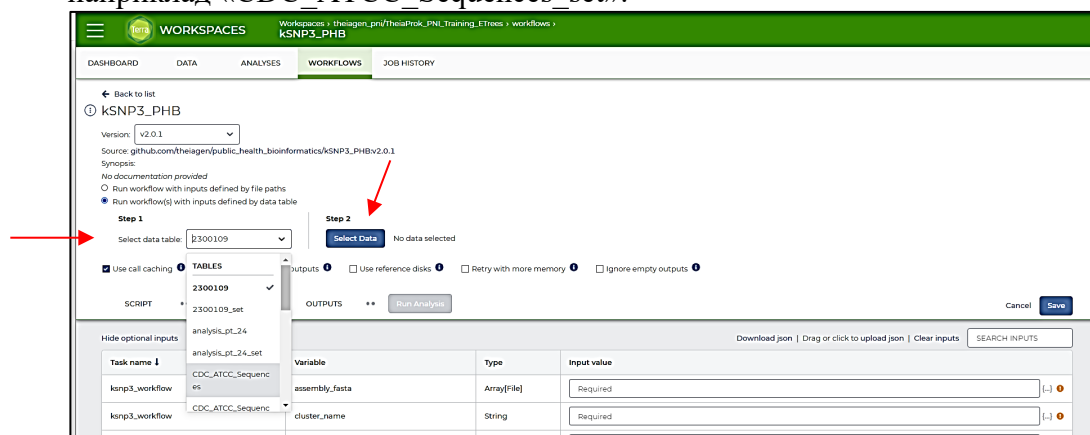 наприклад «CDC_ATCC_Sequencees_set».
WORKSPACES
Workspaces › theiagen_pni/TheiaProk_PNI_Training_ETrees › workflows ›
kSNP3_PHB
DASHBOARD DATA ANALYSES WORKFLOWS JOB HISTORY
Back to list
kSNP3_PHB
Version: v2.0.1
Source: github.com/theiagen/public_health_bioinformatics/kSNP3_PHB:v2.0.1
Synopsis:
No documentation provided
Run workflow with inputs defined by file paths
Run workflow(s) with inputs defined by data table
Step 1 Step 2
Select data table: 2300109 Select Data No data selected
Use call caching outputs Use reference disks Retry with more memory Ignore empty outputs
TABLES
2300109
2300109_set
analysis_pt_24
analysis_pt_24_set
CDC_ATCC_Sequenc
es
CDC_ATCC_Sequenc
SCRIPT OUTPUTS Run Analysis Cancel Save
Hide optional inputs Download json | Drag or click to upload json | Clear inputs SEARCH INPUTS
Task name ↓ Variable Type Input value
ksnp3_workflow assembly_fasta Array[File] Required {...}
ksnp3_workflow cluster_name String Required {...}